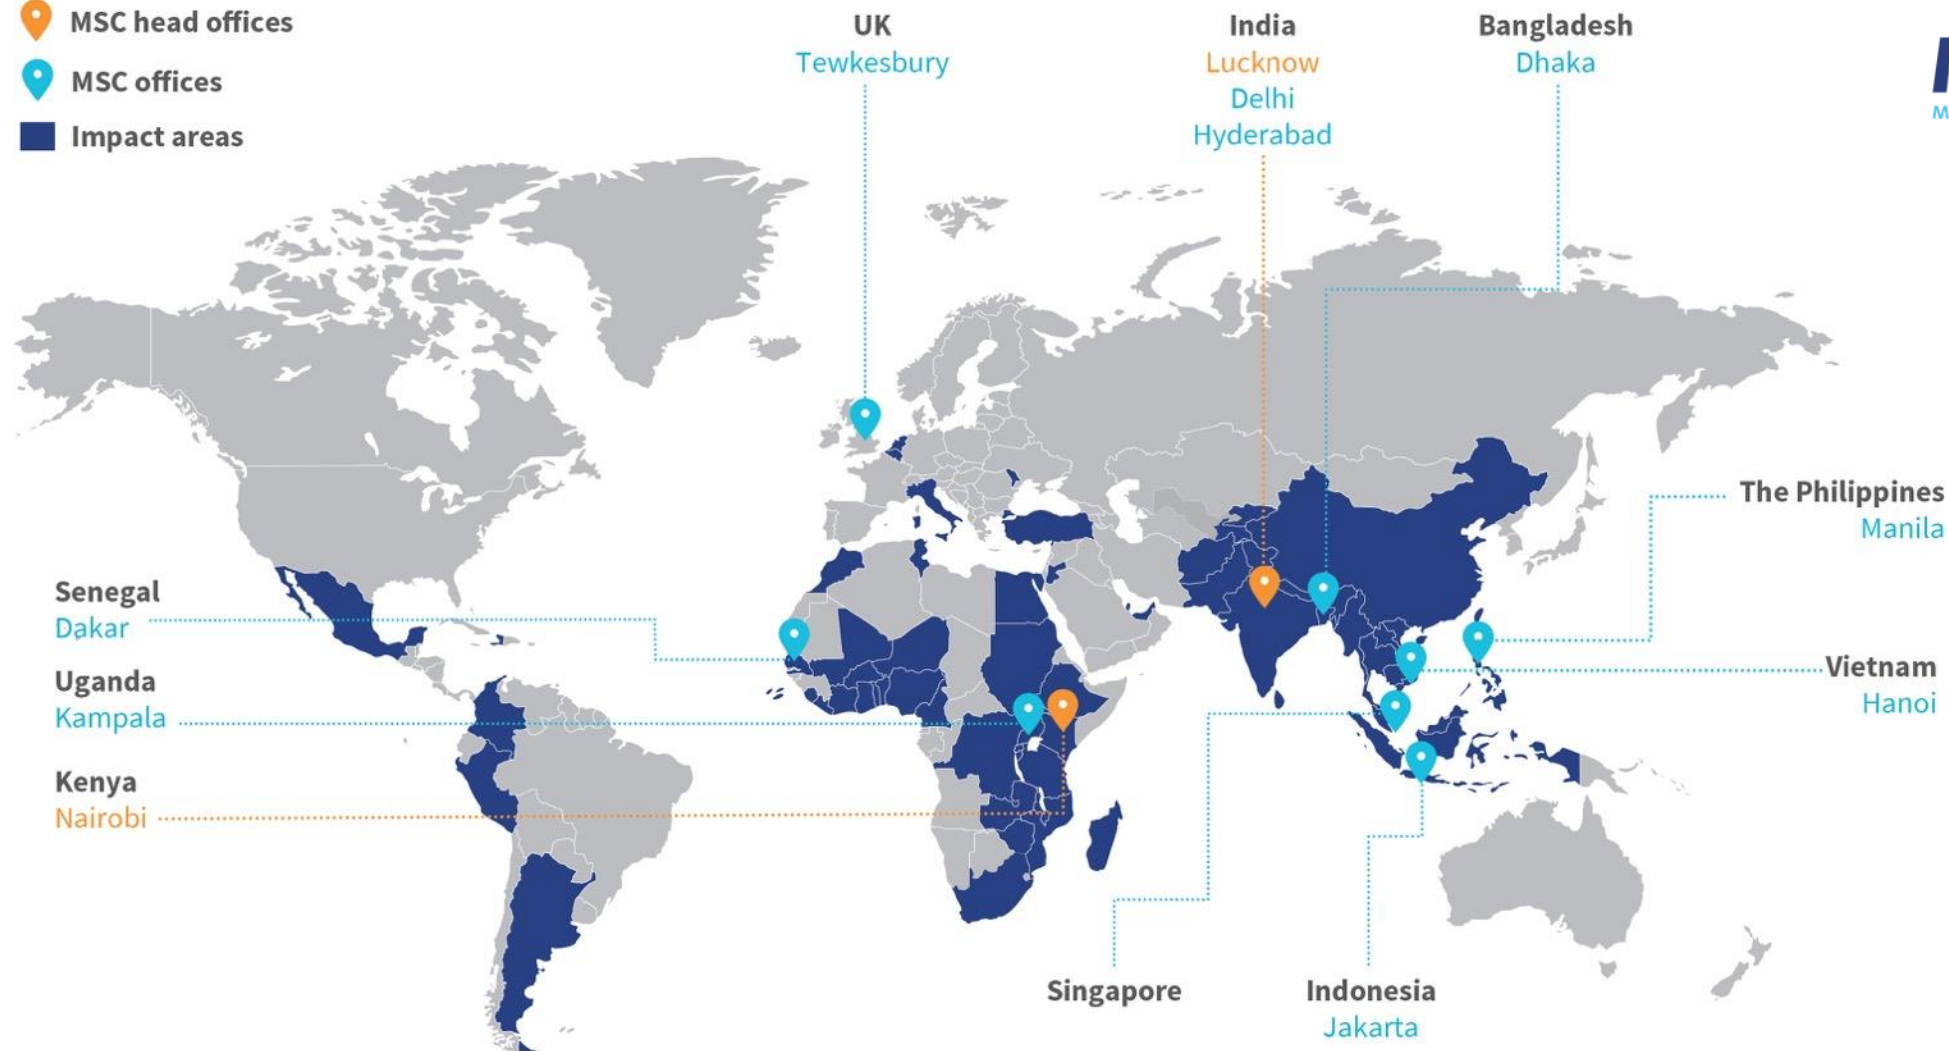 MSC head offices
MSC offices
Impact areas
UK
Tewkesbury
India
Lucknow
Delhi
Hyderabad
Bangladesh
Dhaka
The Philippines
Manila
Vietnam
Hanoi
Senegal
Dakar
Uganda
Kampala
Kenya
Nairobi
Singapore
Indonesia
Jakarta